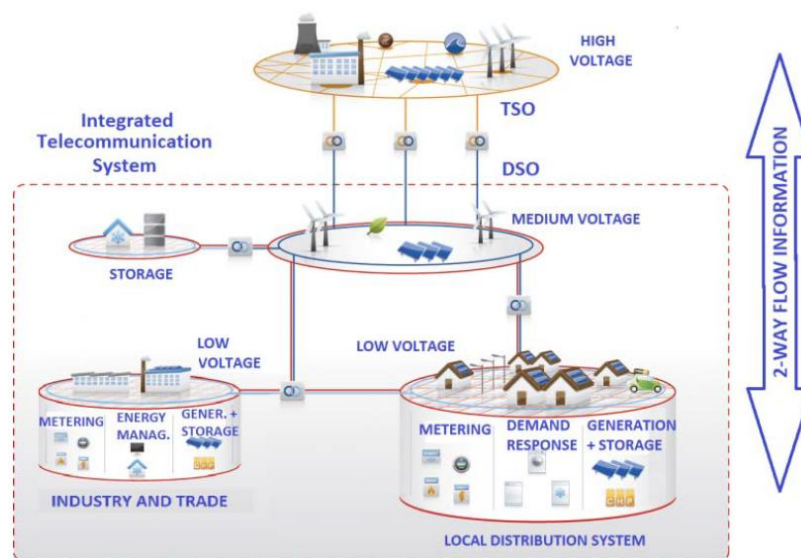 HIGH
VOLTAGE
TSO
Integrated
Telecommunication
System
DSO
MEDIUM VOLTAGE
STORAGE
LOW
VOLTAGE
LOW VOLTAGE
METERING
ENERGY
MANAG.
GENER. +
STORAGE
METERING
DEMAND
RESPONSE
GENERATION
+ STORAGE
CHP
INDUSTRY AND TRADE
LOCAL DISTRIBUTION SYSTEM
2-WAY FLOW INFORMATION